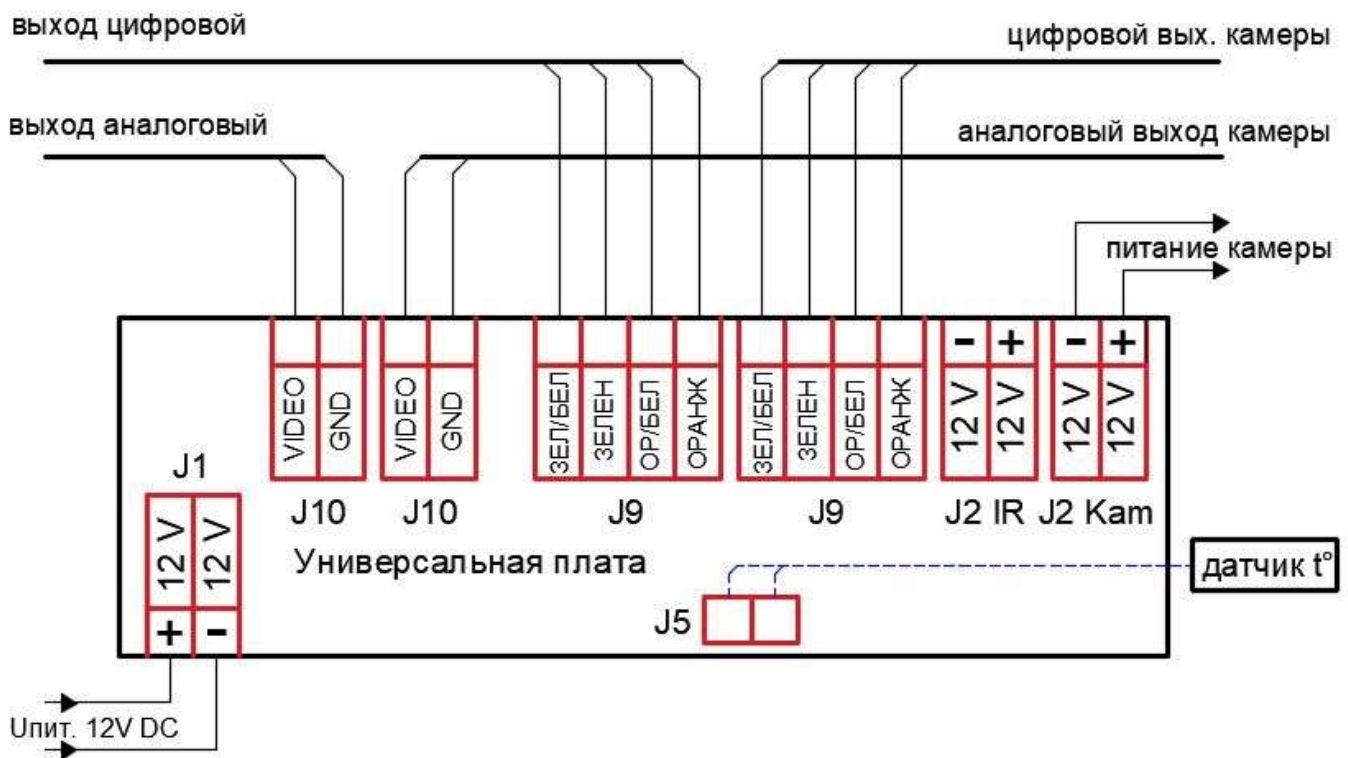 выход цифровой
цифровой вых. камеры
выход аналоговый
аналоговый выход камеры
питание камеры
- + - +
VIDEO GND VIDEO GND ЗЕЛ/БЕЛ ЗЕЛЕН ОР/БЕЛ ОРАНЖ ЗЕЛ/БЕЛ ЗЕЛЕН ОР/БЕЛ ОРАНЖ 12 V 12 V 12 V 12 V
J1
J10 J10 J9 J9 J2 IR J2 Kam
12 V 12 V
Универсальная плата
датчик t°
J5
+ -
Uпит. 12V DC